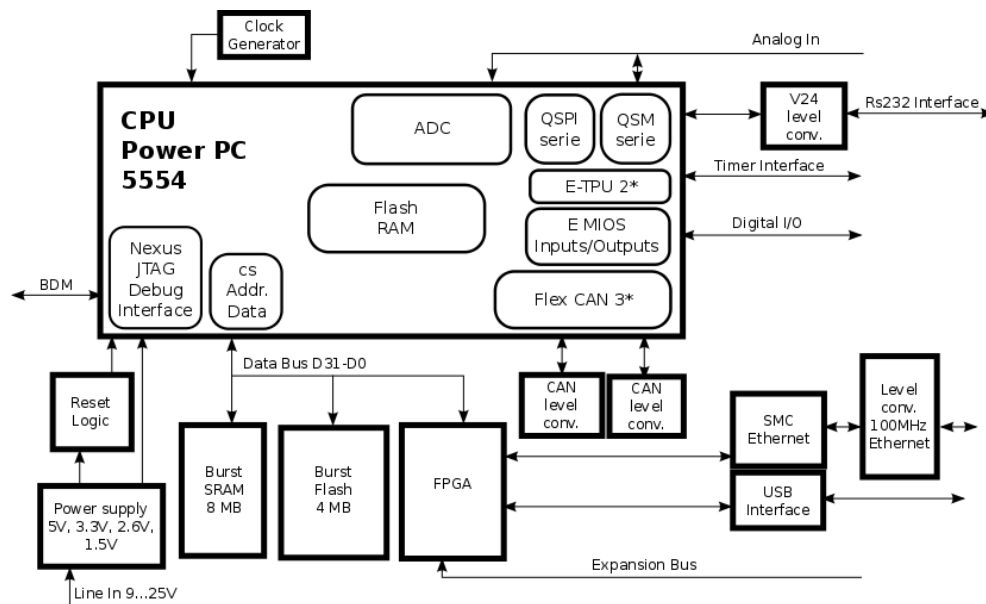 Clock
Generator
Analog In
CPU
Power PC
5554
ADC
QSPI
serie
QSM
serie
V24
level
conv.
Rs232 Interface
E-TPU 2*
Timer Interface
Flash
RAM
E MIOS
Inputs/Outputs
Digital I/O
Nexus
JTAG
Debug
Interface
cs
Addr.
Data
Flex CAN 3*
BDM
Data Bus D31-D0
Reset
Logic
CAN
level
conv.
CAN
level
conv.
SMC
Ethernet
Level
conv.
100MHz
Ethernet
Burst
SRAM
8 MB
Burst
Flash
4 MB
FPGA
USB
Interface
Power supply
5V, 3.3V, 2.6V,
1.5V
Expansion Bus
Line In 9...25V